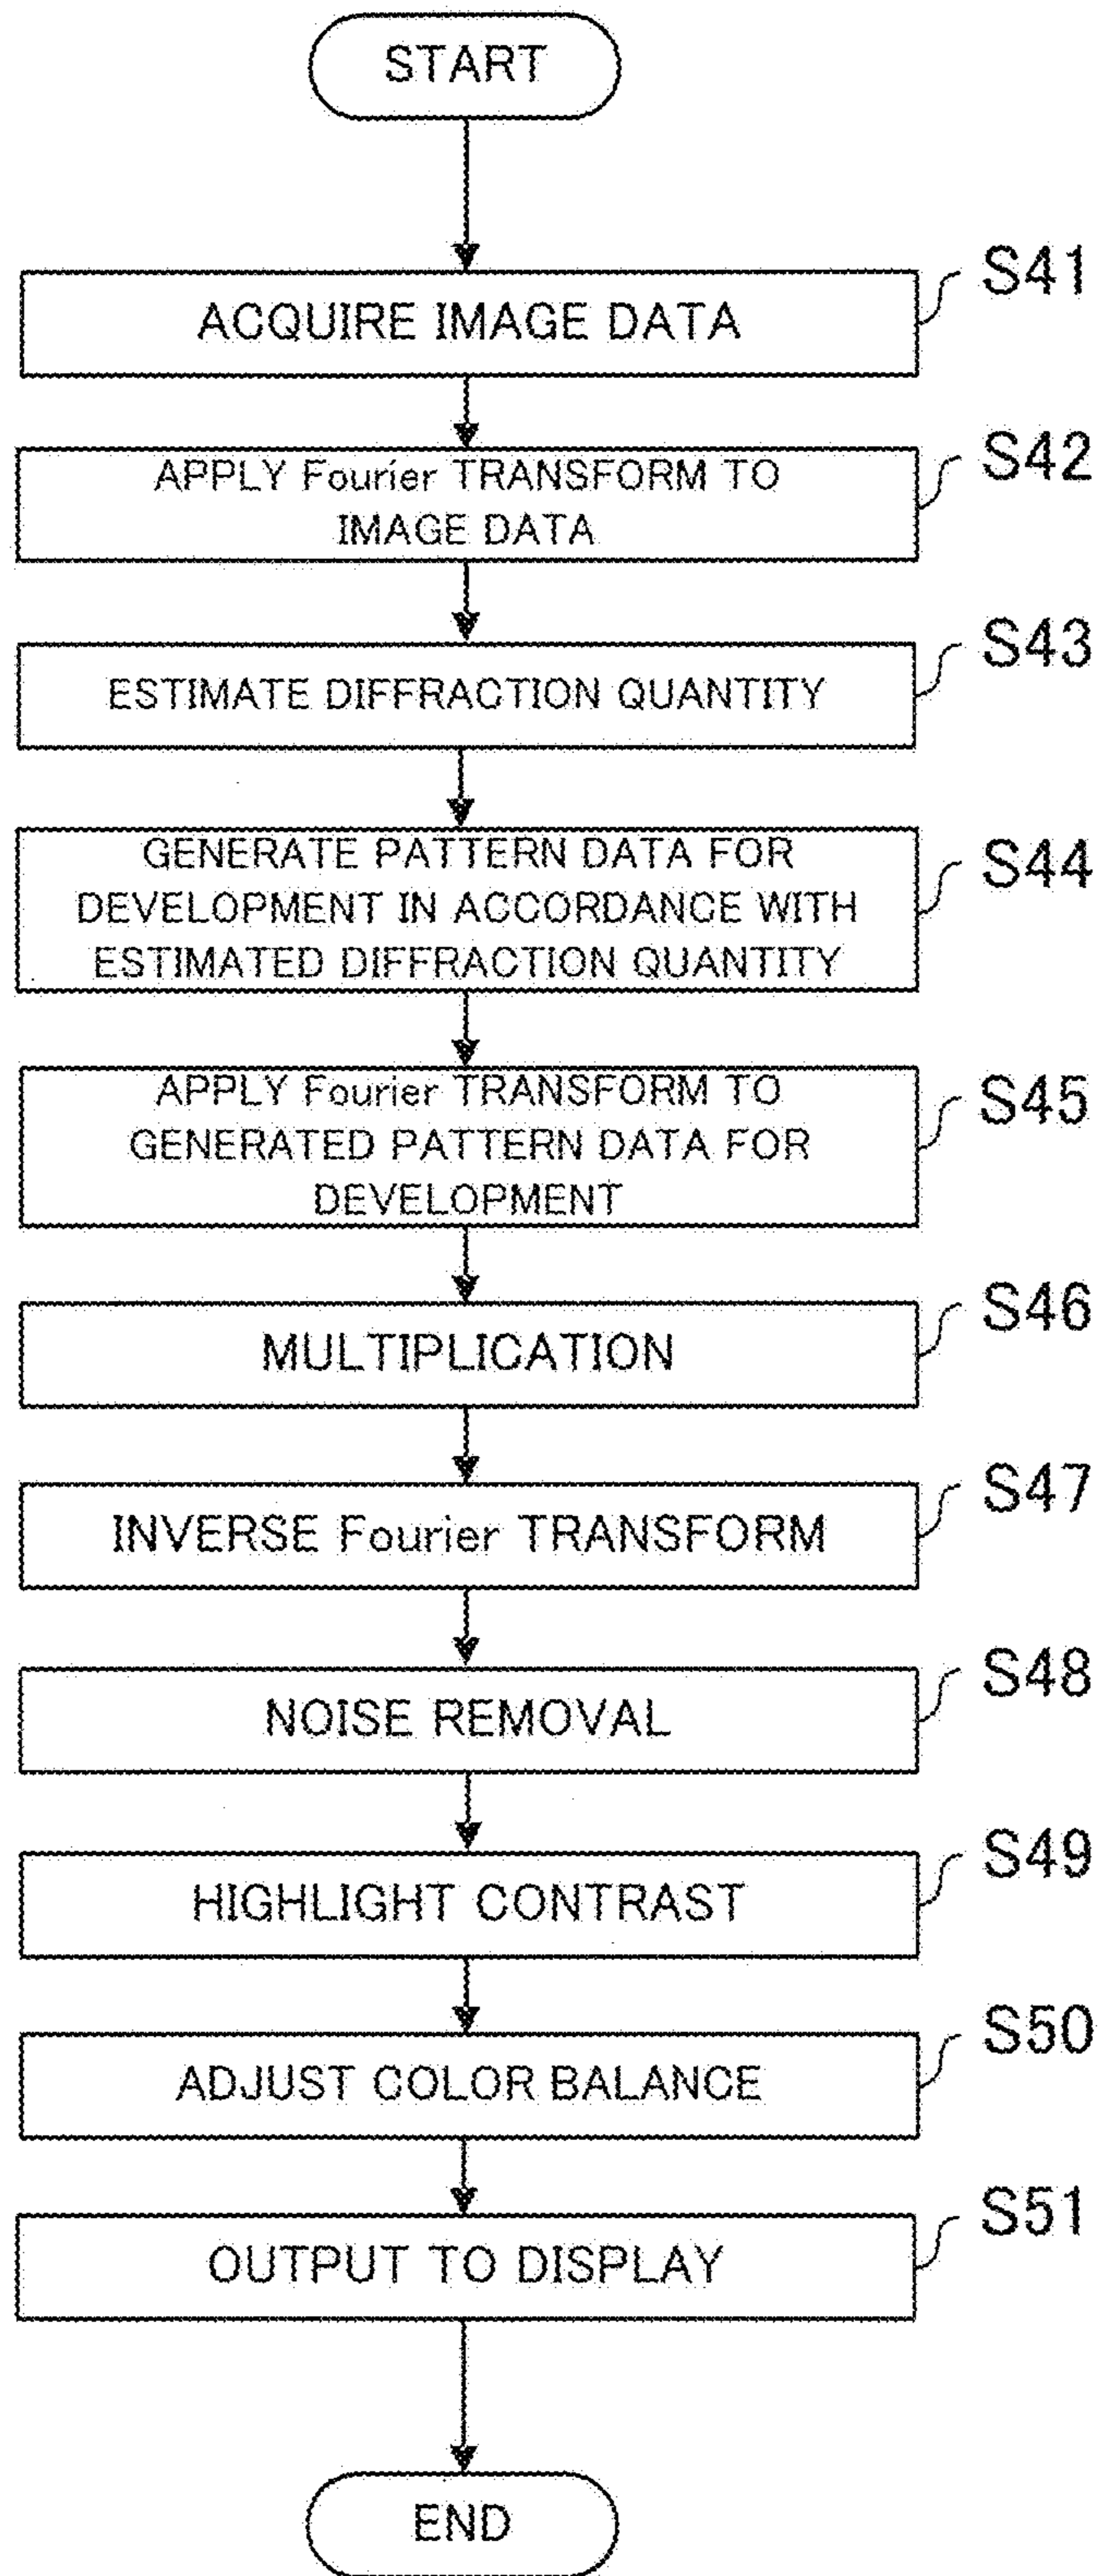 START
ACQUIRE IMAGE DATA
S41
APPLY Fourier TRANSFORM TO
IMAGE DATA
S42
ESTIMATE DIFFRACTION QUANTITY
S43
GENERATE PATTERN DATA FOR
DEVELOPMENT IN ACCORDANCE WITH
ESTIMATED DIFFRACTION QUANTITY
S44
APPLY Fourier TRANSFORM TO
GENERATED PATTERN DATA FOR
DEVELOPMENT
S45
MULTIPLICATION
S46
INVERSE Fourier TRANSFORM
S47
NOISE REMOVAL
S48
HIGHLIGHT CONTRAST
S49
ADJUST COLOR BALANCE
S50
OUTPUT TO DISPLAY
S51
END